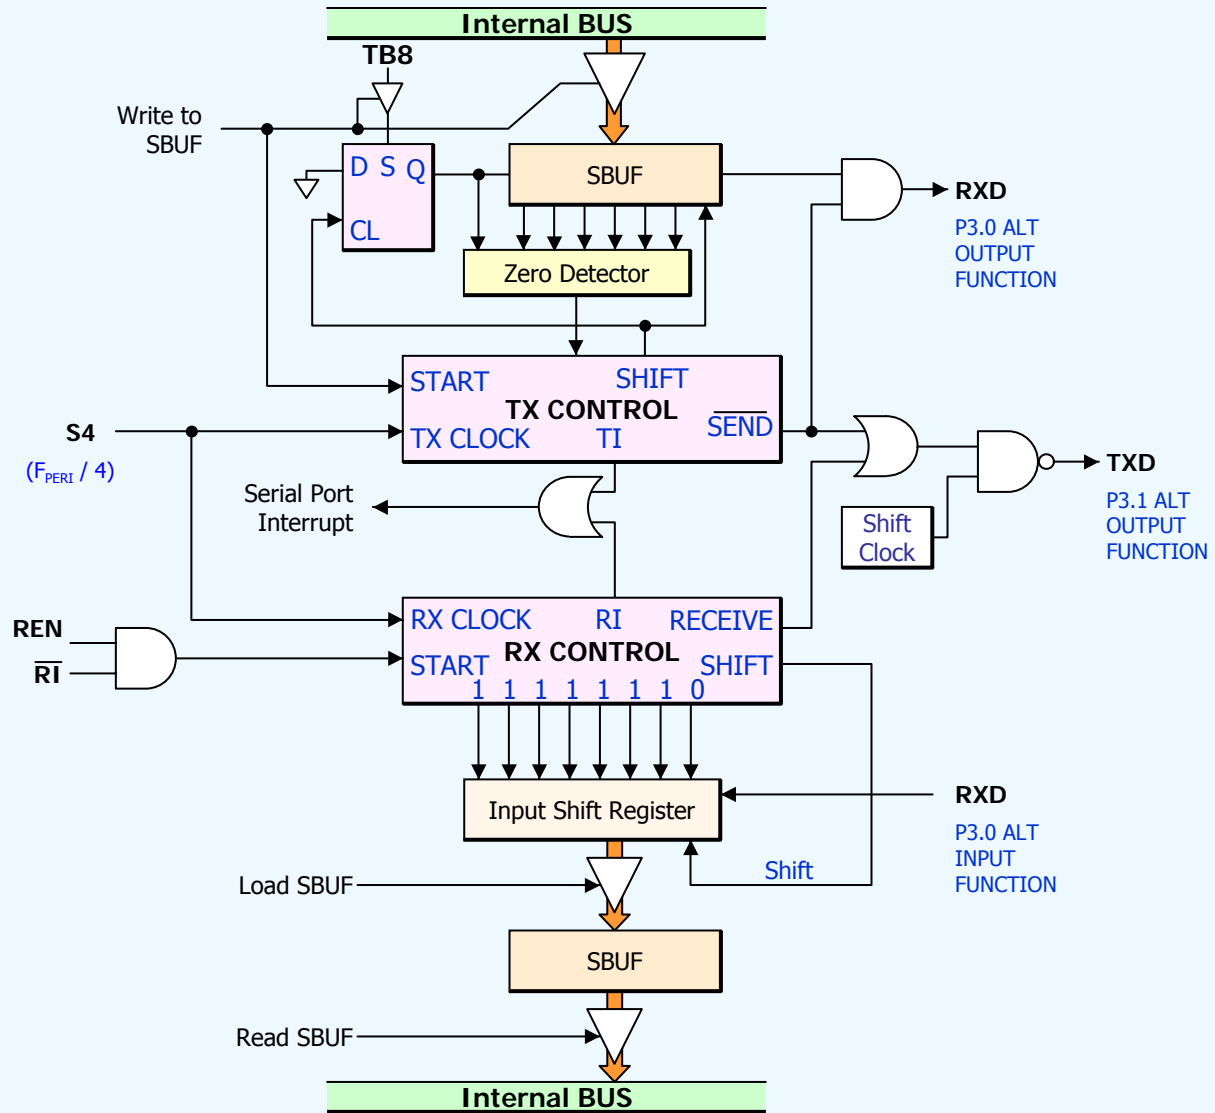 Internal BUS
TB8
Write to
SBUF
D S Q
CL
SBUF
RXD
P3.0 ALT
OUTPUT
FUNCTION
Zero Detector
START
SHIFT
TX CONTROL
TX CLOCK
TI
SEND
S4
(FPERI / 4)
Serial Port
Interrupt
TXD
P3.1 ALT
OUTPUT
FUNCTION
Shift
Clock
REN
RI
RX CLOCK
RI
RECEIVE
RX CONTROL
START
SHIFT
1 1 1 1 1 1 1 0
Input Shift Register
RXD
P3.0 ALT
INPUT
FUNCTION
Shift
Load SBUF
SBUF
Read SBUF
Internal BUS